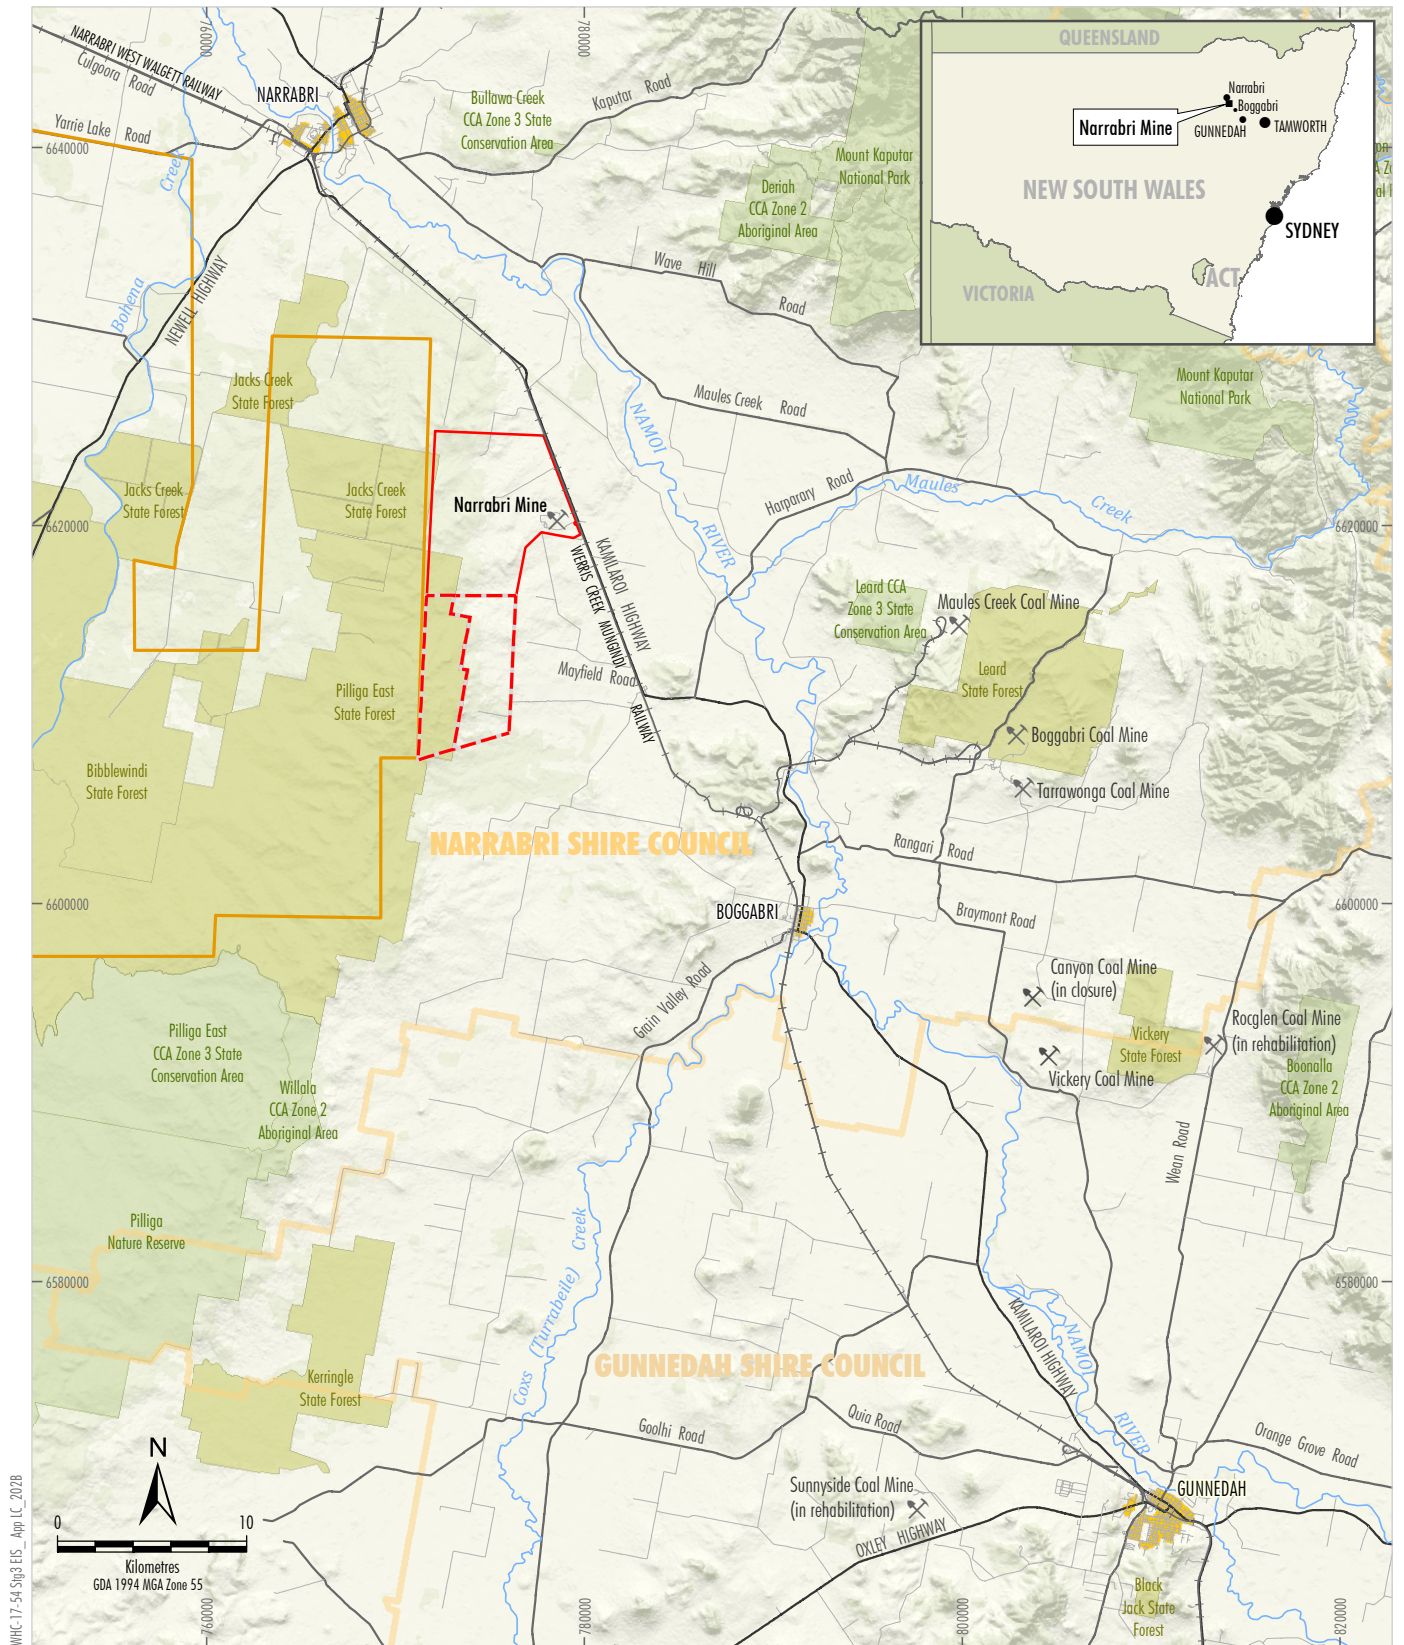 760000
780000
NARRABRI WEST WALGETT RAILWAY
Culgoora Road
NARRABRI
Yarrie Lake Road
6640000
Bullawa Creek
CCA Zone 3 State
Conservation Area
Kaputar Road
Mount Kaputar
National Park
Deriah
CCA Zone 2
Aboriginal Area
QUEENSLAND
Narrabri
Boggabri
Narrabri Mine
GUNNEDAH
TAMWORTH
NEW SOUTH WALES
SYDNEY
ACT
VICTORIA
Bohena Creek
NEWELL HIGHWAY
Wave Hill Road
Jacks Creek
State Forest
Maules Creek Road
Mount Kaputar
National Park
NAMOI RIVER
Jacks Creek
State Forest
Jacks Creek
State Forest
Narrabri Mine
Harparary Road
Maules Creek
6620000
6620000
KAMILAROI HIGHWAY
WERRIS CREEK MUNGINDI RAILWAY
Leard CCA
Zone 3 State
Conservation Area
Maules Creek Coal Mine
Leard
State Forest
Mayfield Road
Pilliga East
State Forest
Boggabri Coal Mine
Bibblewindi
State Forest
Tarrawonga Coal Mine
NARRABRI SHIRE COUNCIL
Rangari Road
6600000
6600000
BOGGABRI
Braymont Road
Grain Valley Road
Canyon Coal Mine
(in closure)
Rocglen Coal Mine
(in rehabilitation)
Vickery
State Forest
Vickery Coal Mine
Boonalla
CCA Zone 2
Aboriginal Area
Pilliga East
CCA Zone 3 State
Conservation Area
Willala
CCA Zone 2
Aboriginal Area
Wean Road
Pilliga
Nature Reserve
6580000
6580000
Coxs (Turrabeile) Creek
KAMILAROI HIGHWAY
NAMOI RIVER
GUNNEDAH SHIRE COUNCIL
Kerringle
State Forest
Goolhi Road
Quia Road
Orange Grove Road
Sunnyside Coal Mine
(in rehabilitation)
GUNNEDAH
OXLEY HIGHWAY
Black
Jack State
Forest
N
0 10
Kilometres
GDA 1994 MGA Zone 55
WHC-17-54 Stg3 EIS_ App LC_202B
760000
780000
800000
820000